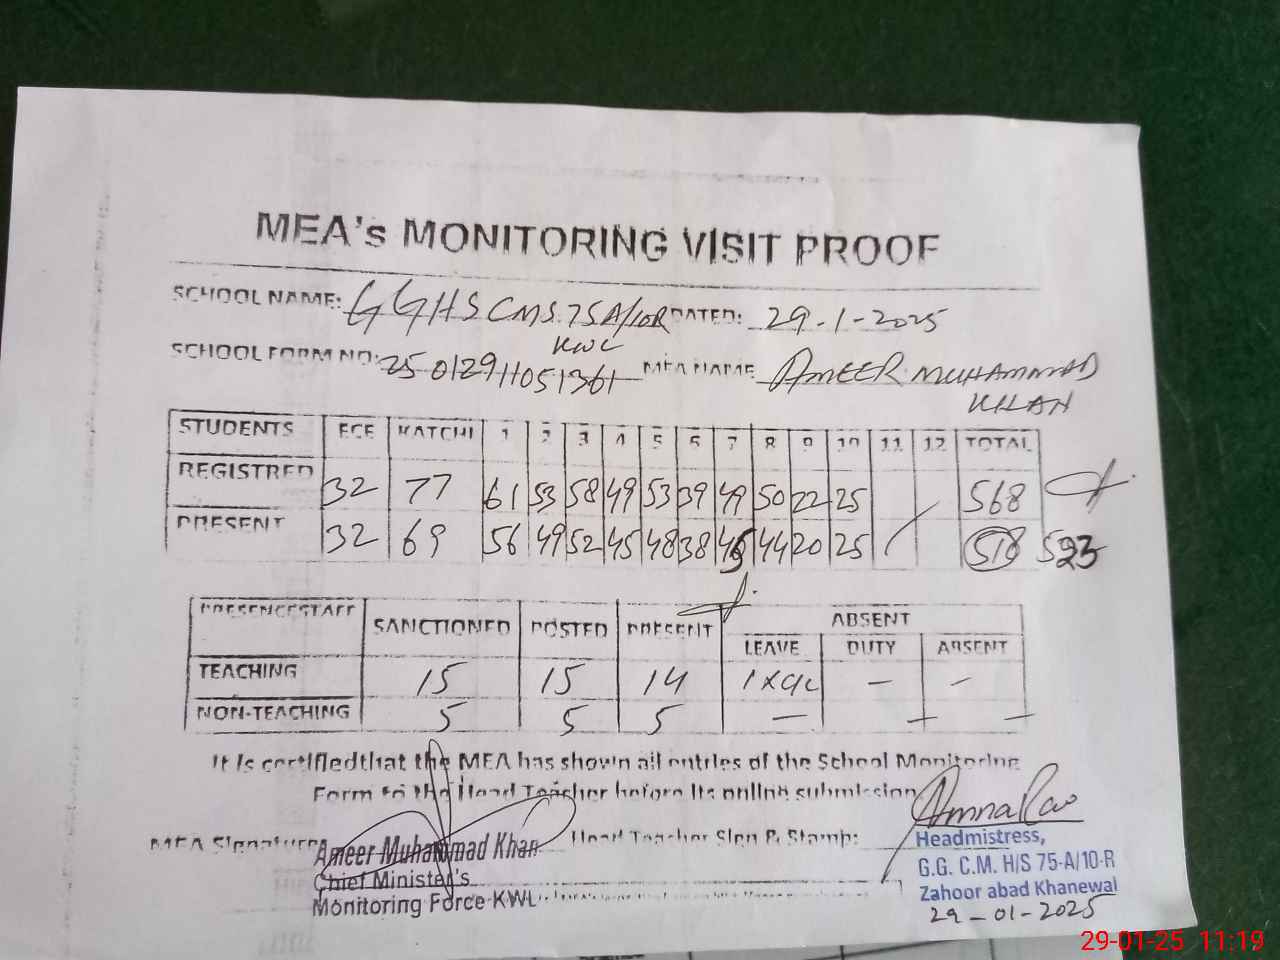 MEA's MONITORING VISIT PROOF
SCHOOL NAME: GGHS CMS 75A/10R DATED: 29-1-2025
KWL
SCHOOL FORM NO: 25012911051361 MEA NAME AMEER MUHAMMAD
KHAN
STUDENTS ECE KATCHI 1 2 3 4 5 6 7 8 9 10 11 12 TOTAL
REGISTRED 32 77 61 53 58 49 53 39 49 50 22 25 568
PRESENT 32 69 56 49 52 45 48 38 45 44 20 25 518 523
PRESENCE STAFF SANCTIONED POSTED PRESENT ABSENT
LEAVE DUTY ABSENT
TEACHING 15 15 14 1x - -
NON-TEACHING 5 5 5 - - -
It is certified that the MEA has shown all entries of the School Monitoring
Form to the Head Teacher before its online submission
Amna Rao
MEA Signature Ameer Muhammad Khan Head Teacher Sign & Stamp: Headmistress,
Chief Minister's G.G. C.M. H/S 75-A/10-R
Monitoring Force KWL Zahoor abad Khanewal
29-01-2025
29-01-25 11:19